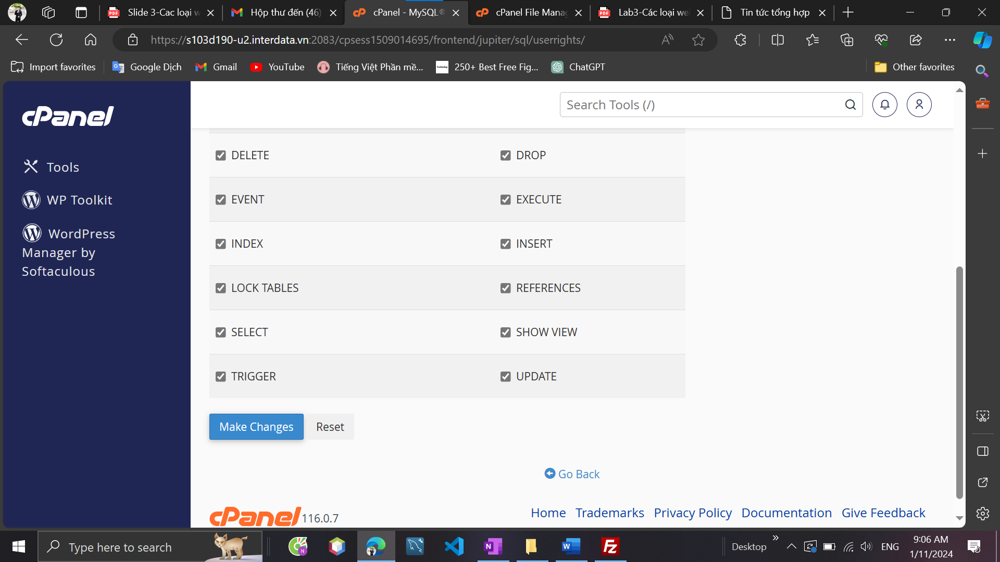 Slide 3-Cac loại w
Hộp thư đến (46)
cPanel - MySQL®
cPanel File Manag
Lab3-Các loại we
Tin tức tổng hợp
https://s103d190-u2.interdata.vn:2083/cpsess1509014695/frontend/jupiter/sql/userrights/
Import favorites
Google Dịch
Gmail
YouTube
Tiếng Việt Phần mề...
250+ Best Free Fig...
ChatGPT
Other favorites
cPanel
Search Tools (/)
Tools
WP Toolkit
WordPress
Manager by
Softaculous
DELETE
DROP
EVENT
EXECUTE
INDEX
INSERT
LOCK TABLES
REFERENCES
SELECT
SHOW VIEW
TRIGGER
UPDATE
Make Changes
Reset
Go Back
cPanel 116.0.7
Home
Trademarks
Privacy Policy
Documentation
Give Feedback
Type here to search
Desktop
ENG
9:06 AM
1/11/2024